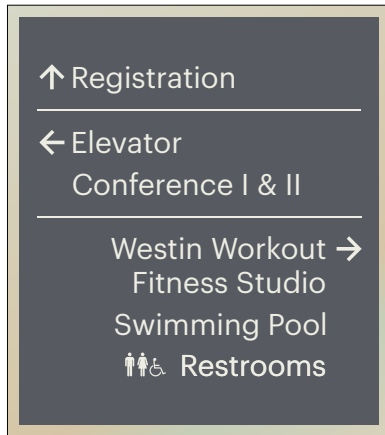 ↑ Registration
← Elevator
Conference I & II
Westin Workout →
Fitness Studio
Swimming Pool
Restrooms